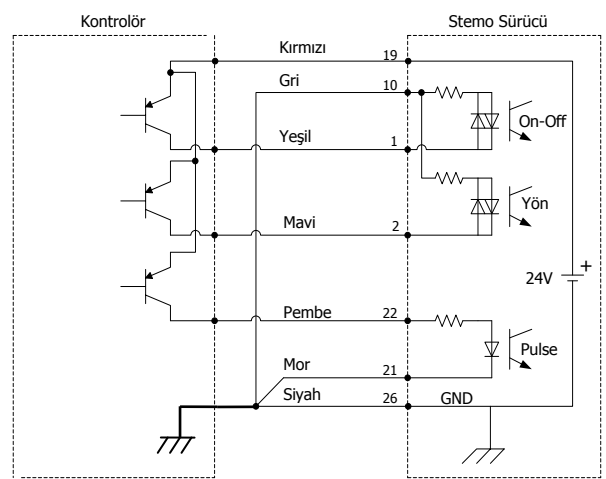 Kontrolör
Stemo Sürücü
Kırmızı 19
Gri 10
On-Off
Yeşil 1
Yön
Mavi 2
24V +
Pembe 22
Pulse
Mor 21
Siyah 26 GND